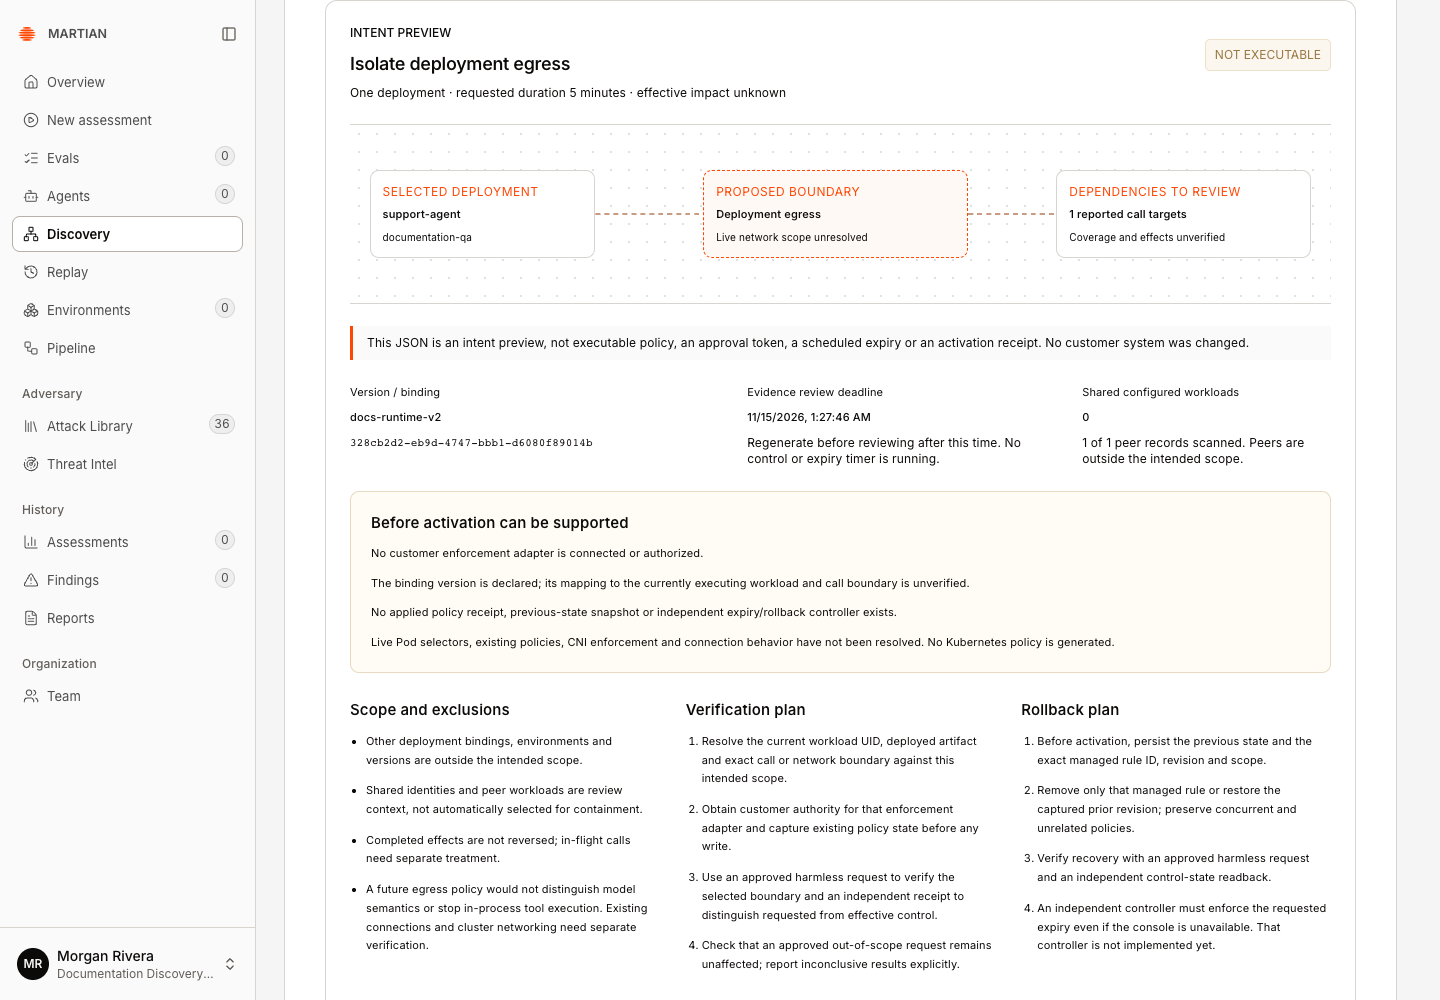 MARTIAN
Overview
New assessment
Evals 0
Agents 0
Discovery
Replay
Environments 0
Pipeline
Adversary
Attack Library 36
Threat Intel
History
Assessments 0
Findings 0
Reports
Organization
Team
MR
Morgan Rivera
Documentation Discovery...
INTENT PREVIEW
Isolate deployment egress
One deployment · requested duration 5 minutes · effective impact unknown
NOT EXECUTABLE
SELECTED DEPLOYMENT
support-agent
documentation-qa
PROPOSED BOUNDARY
Deployment egress
Live network scope unresolved
DEPENDENCIES TO REVIEW
1 reported call targets
Coverage and effects unverified
This JSON is an intent preview, not executable policy, an approval token, a scheduled expiry or an activation receipt. No customer system was changed.
Version / binding
docs-runtime-v2
328cb2d2-eb9d-4747-bbb1-d6080f89014b
Evidence review deadline
11/15/2026, 1:27:46 AM
Regenerate before reviewing after this time. No
control or expiry timer is running.
Shared configured workloads
0
1 of 1 peer records scanned. Peers are
outside the intended scope.
Before activation can be supported
No customer enforcement adapter is connected or authorized.
The binding version is declared; its mapping to the currently executing workload and call boundary is unverified.
No applied policy receipt, previous-state snapshot or independent expiry/rollback controller exists.
Live Pod selectors, existing policies, CNI enforcement and connection behavior have not been resolved. No Kubernetes policy is generated.
Scope and exclusions
• Other deployment bindings, environments and
versions are outside the intended scope.
• Shared identities and peer workloads are review
context, not automatically selected for containment.
• Completed effects are not reversed; in-flight calls
need separate treatment.
• A future egress policy would not distinguish model
semantics or stop in-process tool execution. Existing
connections and cluster networking need separate
verification.
Verification plan
1. Resolve the current workload UID, deployed artifact
and exact call or network boundary against this
intended scope.
2. Obtain customer authority for that enforcement
adapter and capture existing policy state before any
write.
3. Use an approved harmless request to verify the
selected boundary and an independent receipt to
distinguish requested from effective control.
4. Check that an approved out-of-scope request remains
unaffected; report inconclusive results explicitly.
Rollback plan
1. Before activation, persist the previous state and the
exact managed rule ID, revision and scope.
2. Remove only that managed rule or restore the
captured prior revision; preserve concurrent and
unrelated policies.
3. Verify recovery with an approved harmless request
and an independent control-state readback.
4. An independent controller must enforce the requested
expiry even if the console is unavailable. That
controller is not implemented yet.